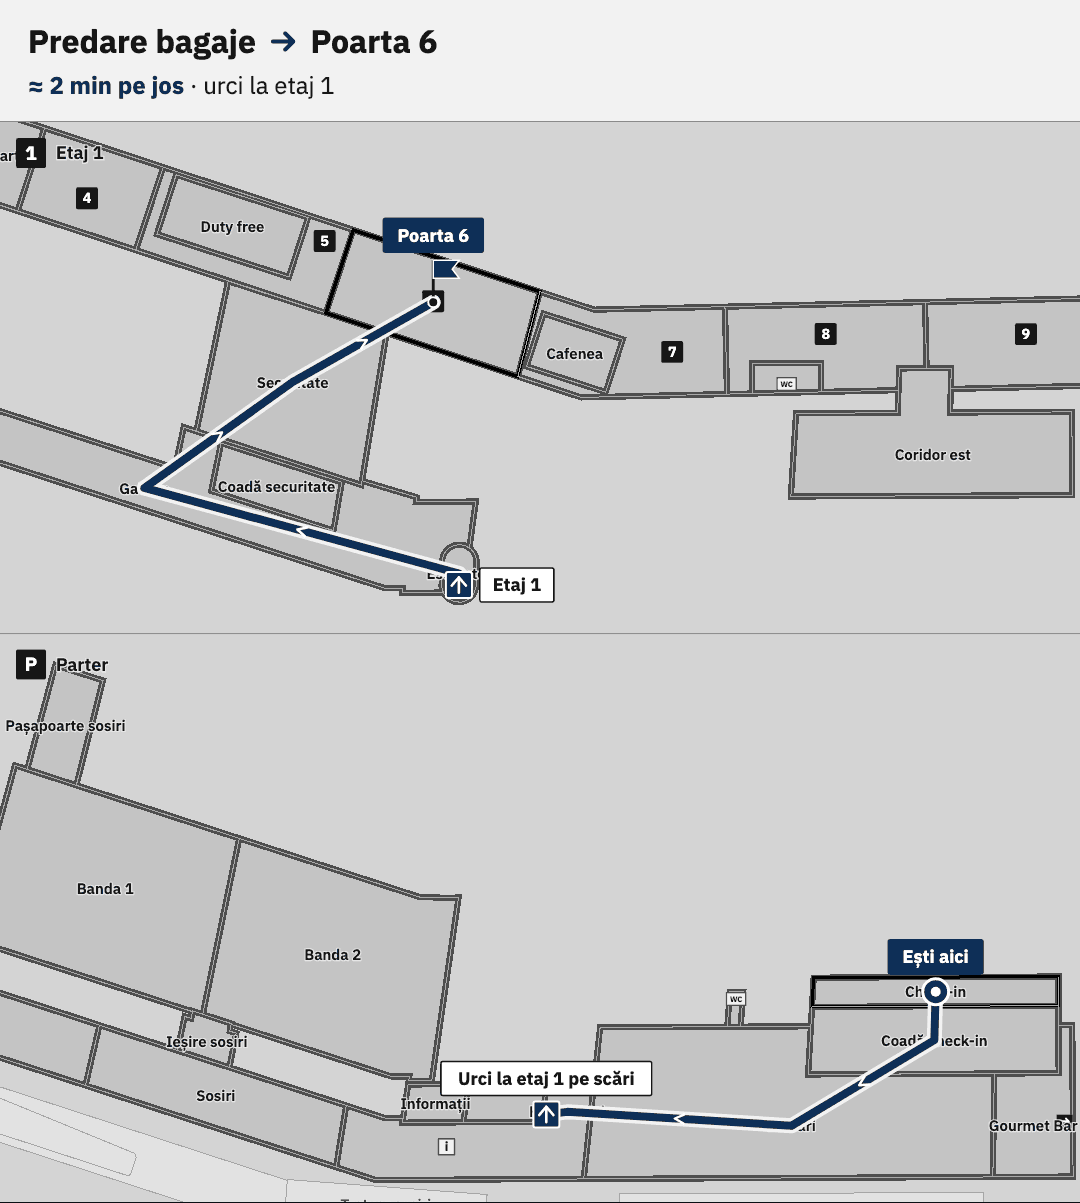 Predare bagaje → Poarta 6
≈ 2 min pe jos · urci la etaj 1
1 Etaj 1
4
Duty free
5
Poarta 6
Cafenea
7
8
9
WC
Coridor est
Coadă securitate
Etaj 1
P Parter
Pașapoarte sosiri
Banda 1
Banda 2
Ești aici
WC
Ieșire sosiri
Urci la etaj 1 pe scări
Sosiri
Informații
i
Gourmet Bar